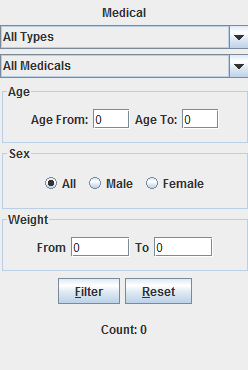 Medical
All Types
All Medicals
Age
Age From: 0 Age To: 0
Sex
All Male Female
Weight
From 0 To 0
Filter Reset
Count: 0